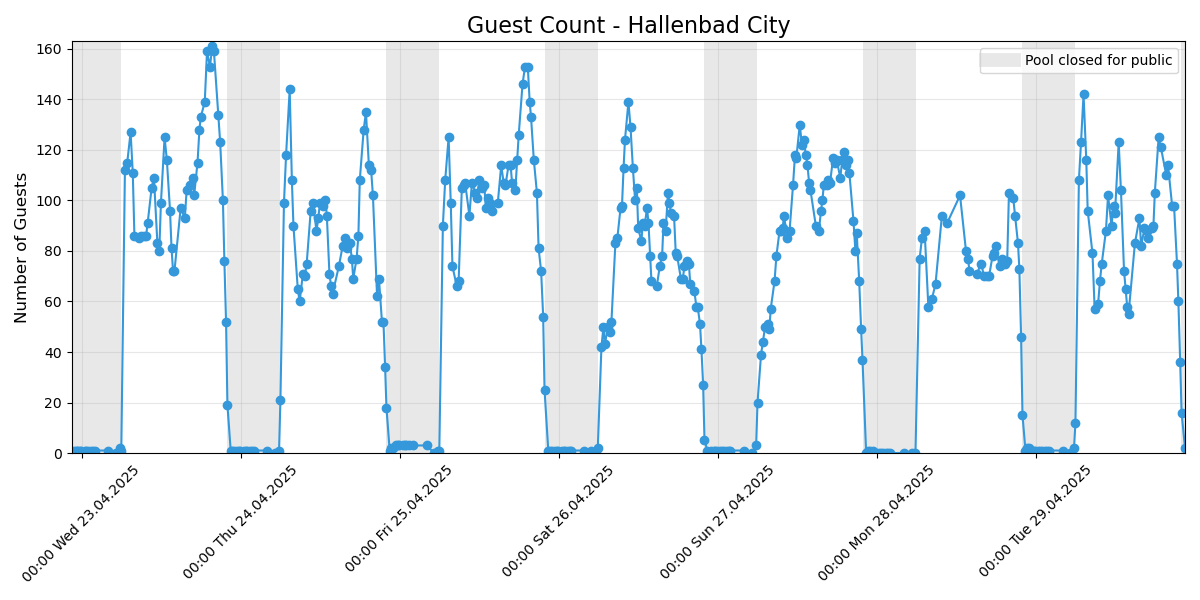 Guest Count - Hallenbad City
Pool closed for public
Number of Guests
160
140
120
100
80
60
40
20
0
00:00 Wed 23.04.2025
00:00 Thu 24.04.2025
00:00 Fri 25.04.2025
00:00 Sat 26.04.2025
00:00 Sun 27.04.2025
00:00 Mon 28.04.2025
00:00 Tue 29.04.2025